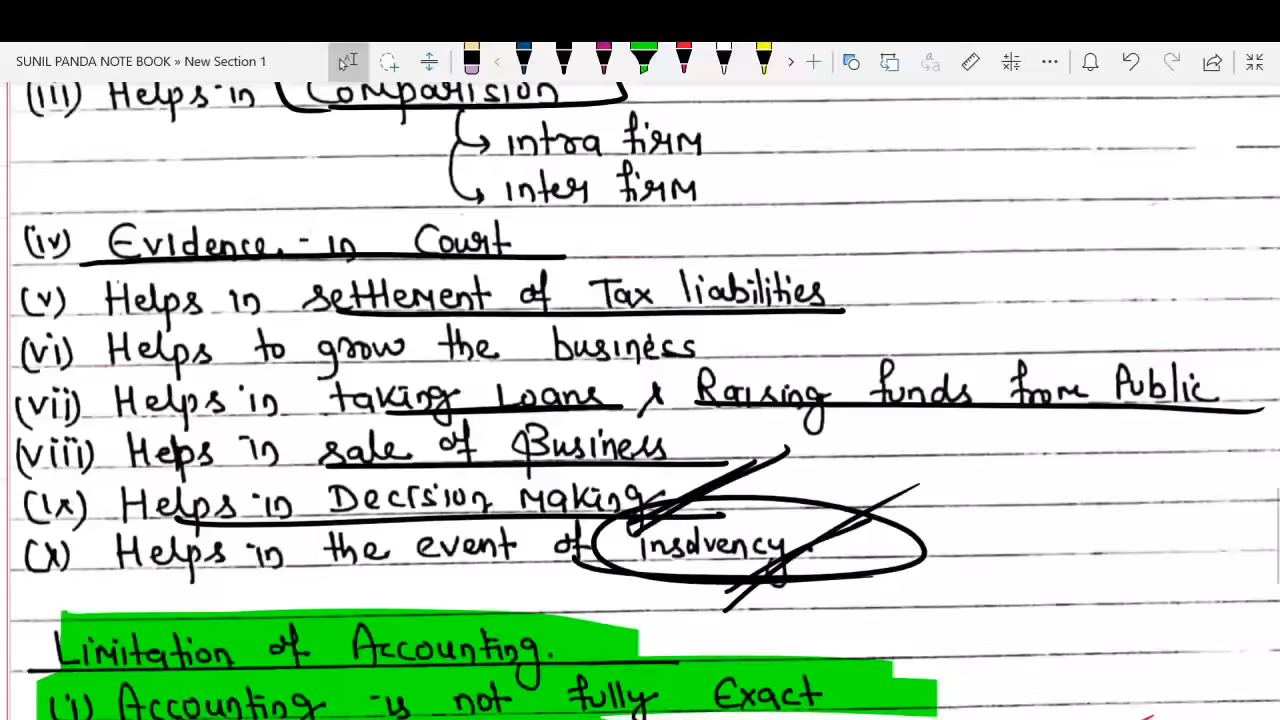 SUNIL PANDA NOTE BOOK » New Section 1
(iii) Helps in Comparision
intra firm
inter firm
(iv) Evidence in Court
(v) Helps in settlement of Tax liabilities
(vi) Helps to grow the business
(vii) Helps in taking Loans & Raising funds from Public
(viii) Heps in sale of Business
(ix) Helps in Decision Making
(x) Helps in the event of insolvency.
Limitation of Accounting.
(i) Accounting is not fully Exact